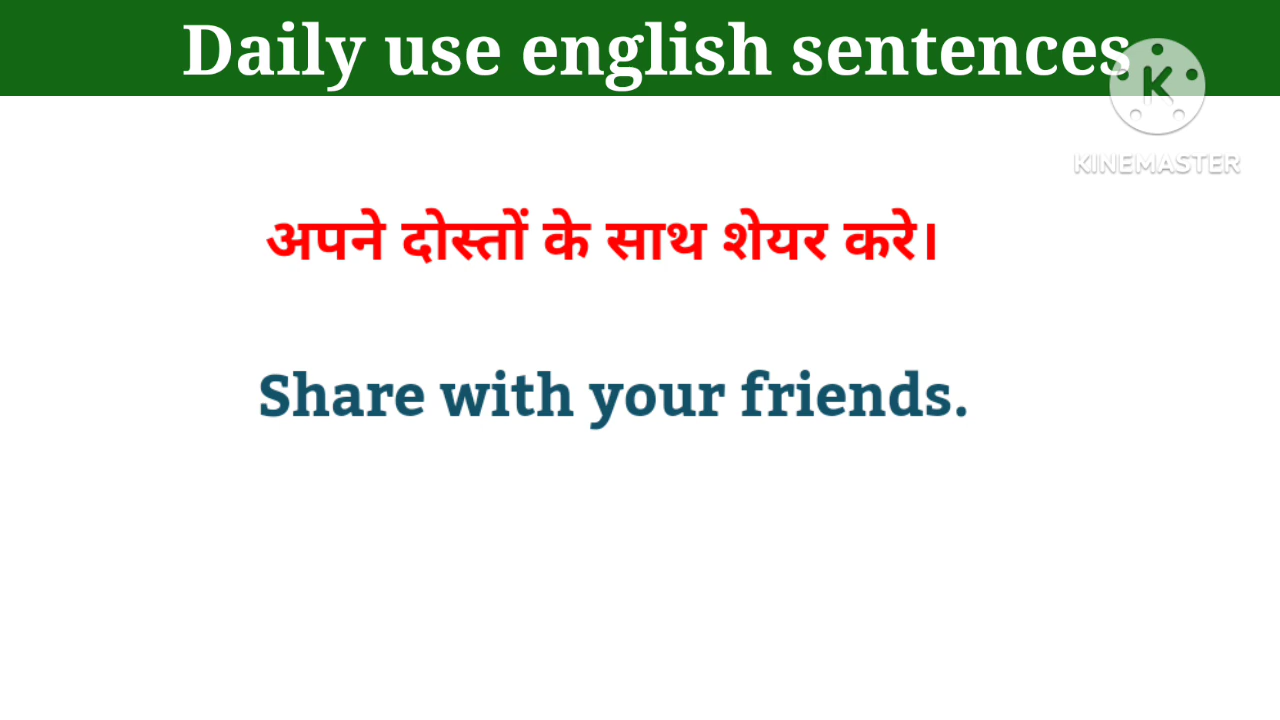 Daily use english sentences
K
KINEMASTER
अपने दोस्तों के साथ शेयर करे।
Share with your friends.